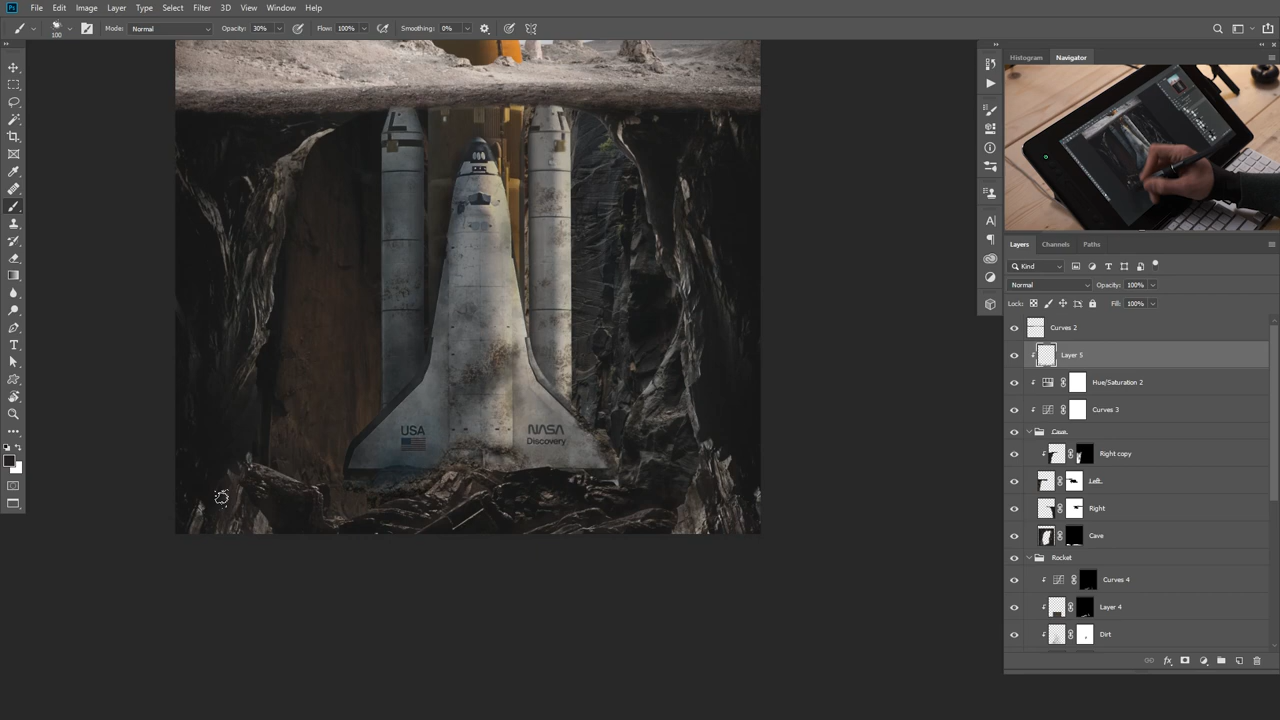 Ps File Edit Image Layer Type Select Filter 3D View Window Help
100 Mode: Normal Opacity: 30% Flow: 100% Smoothing: 0%
Histogram Navigator
USA
NASA
Discovery
Layers Channels Paths
Kind
Normal Opacity: 100%
Lock: Fill: 100%
Curves 2
Layer 5
Hue/Saturation 2
Curves 3
Cave
Right copy
Left
Right
Cave
Rocket
Curves 4
Layer 4
Dirt